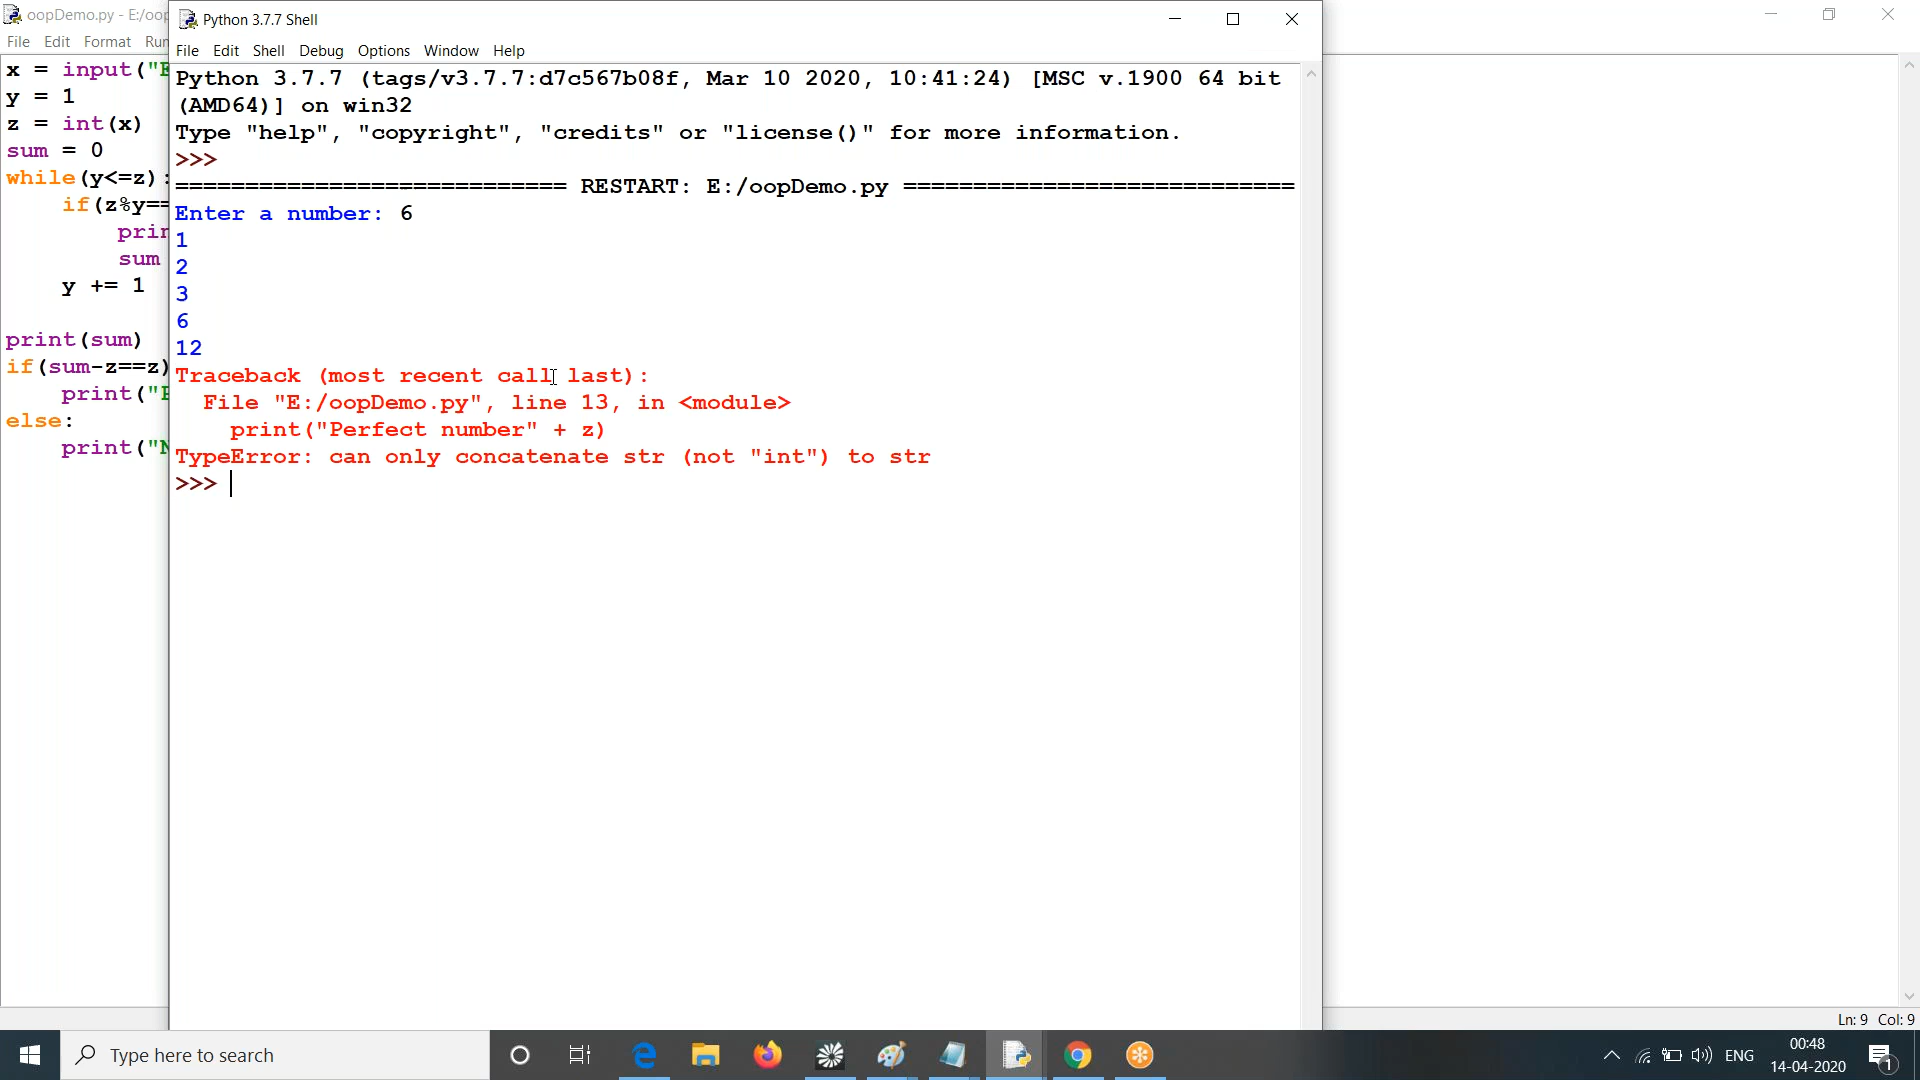 oopDemo.py - E:/oop
File Edit Format Run
x = input("E
y = 1
z = int(x)
sum = 0
while(y<=z):
if(z%y==
prin
sum
y += 1
print(sum)
if(sum-z==z)
print("P
else:
print("N
Python 3.7.7 Shell
File Edit Shell Debug Options Window Help
Python 3.7.7 (tags/v3.7.7:d7c567b08f, Mar 10 2020, 10:41:24) [MSC v.1900 64 bit
(AMD64)] on win32
Type "help", "copyright", "credits" or "license()" for more information.
>>>
============================ RESTART: E:/oopDemo.py ============================
Enter a number: 6
1
2
3
6
12
Traceback (most recent call last):
File "E:/oopDemo.py", line 13, in <module>
print("Perfect number" + z)
TypeError: can only concatenate str (not "int") to str
>>>
Ln: 9 Col: 9
Type here to search
ENG
00:48
14-04-2020
1